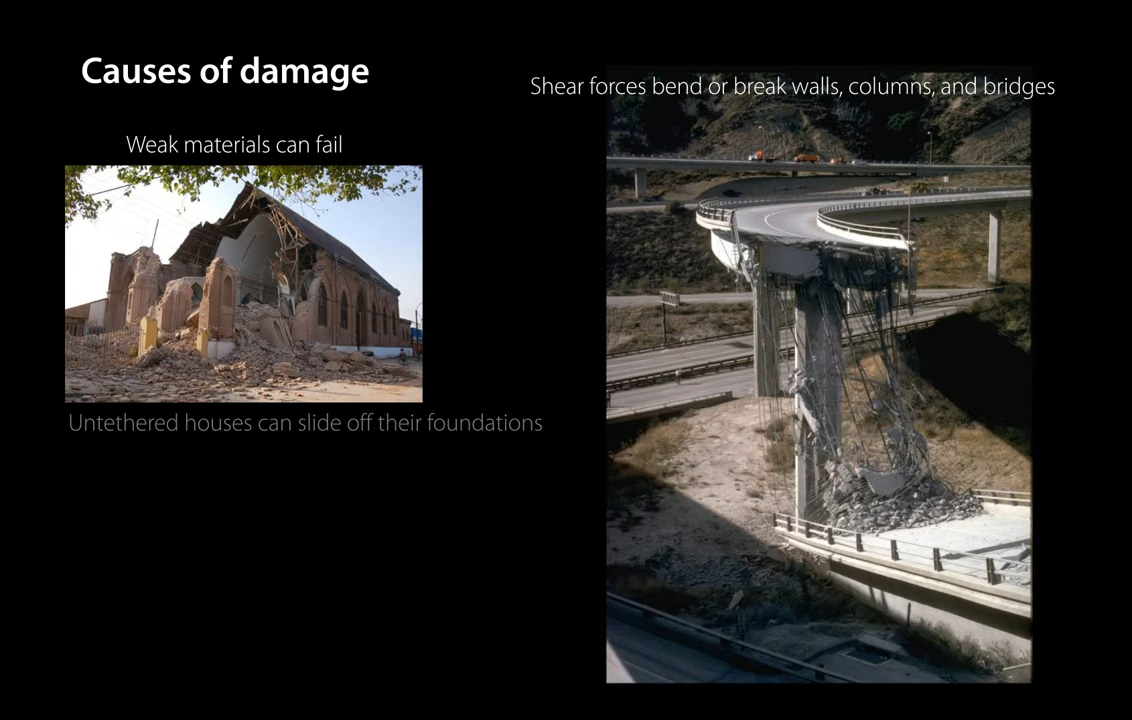 Causes of damage
Shear forces bend or break walls, columns, and bridges
Weak materials can fail
Untethered houses can slide off their foundations